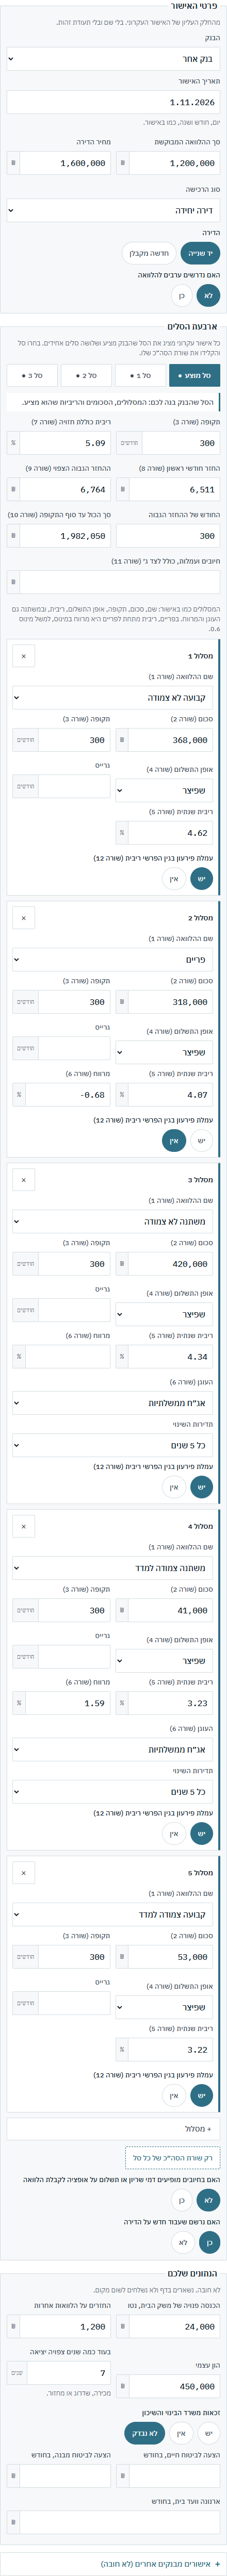 פרטי האישור
מהחלק העליון של האישור העקרוני. בלי שם ובלי תעודת זהות.
הבנק
בנק אחר
תאריך האישור
1.11.2026
יום, חודש ושנה, כמו באישור.
סך ההלוואה המבוקשת
מחיר הדירה
1,200,000 ₪
1,600,000 ₪
סוג הרכישה
דירה יחידה
הדירה
יד שנייה
חדשה מקבלן
האם נדרשים ערבים להלוואה
לא
כן
ארבעת הסלים
כל אישור עקרוני מציג את הסל שהבנק מציע ושלושה סלים אחידים. בחרו סל והקלידו את שורת הסה"כ שלו.
סל מוצע
סל 1
סל 2
סל 3
הסל שהבנק בנה לכם: המסלולים, הסכומים והריביות שהוא מציע.
תקופה (שורה 3)
ריבית כוללת חזויה (שורה 7)
300 חודשים
5.09 %
החזר חודשי ראשון (שורה 8)
ההחזר הגבוה הצפוי (שורה 9)
6,511 ₪
6,764 ₪
החודש של ההחזר הגבוה
סך הכול עד סוף התקופה (שורה 10)
300
1,982,050 ₪
חיובים ועמלות, כולל לצד ג' (שורה 11)
₪
המסלולים כמו באישור: שם, סכום, תקופה, אופן התשלום, ריבית, ובמשתנה גם העוגן והמרווח. בפריים, ריבית מתחת לפריים היא מרווח במינוס, למשל מינוס 0.6.
מסלול 1
×
שם ההלוואה (שורה 1)
קבועה לא צמודה
סכום (שורה 2)
תקופה (שורה 3)
368,000 ₪
300 חודשים
אופן התשלום (שורה 4)
גרייס
שפיצר
חודשים
ריבית שנתית (שורה 5)
4.62 %
עמלת פירעון בגין הפרשי ריבית (שורה 12)
יש
אין
מסלול 2
×
שם ההלוואה (שורה 1)
פריים
סכום (שורה 2)
תקופה (שורה 3)
318,000 ₪
300 חודשים
אופן התשלום (שורה 4)
גרייס
שפיצר
חודשים
ריבית שנתית (שורה 5)
מרווח (שורה 6)
4.07 %
-0.68 %
עמלת פירעון בגין הפרשי ריבית (שורה 12)
יש
אין
מסלול 3
×
שם ההלוואה (שורה 1)
משתנה לא צמודה
סכום (שורה 2)
תקופה (שורה 3)
420,000 ₪
300 חודשים
אופן התשלום (שורה 4)
גרייס
שפיצר
חודשים
ריבית שנתית (שורה 5)
מרווח (שורה 6)
4.34 %
%
העוגן (שורה 6)
אג"ח ממשלתיות
תדירות השינוי
כל 5 שנים
עמלת פירעון בגין הפרשי ריבית (שורה 12)
יש
אין
מסלול 4
×
שם ההלוואה (שורה 1)
משתנה צמודה למדד
סכום (שורה 2)
תקופה (שורה 3)
41,000 ₪
300 חודשים
אופן התשלום (שורה 4)
גרייס
שפיצר
חודשים
ריבית שנתית (שורה 5)
מרווח (שורה 6)
3.23 %
1.59 %
העוגן (שורה 6)
אג"ח ממשלתיות
תדירות השינוי
כל 5 שנים
עמלת פירעון בגין הפרשי ריבית (שורה 12)
יש
אין
מסלול 5
×
שם ההלוואה (שורה 1)
קבועה צמודה למדד
סכום (שורה 2)
תקופה (שורה 3)
53,000 ₪
300 חודשים
אופן התשלום (שורה 4)
גרייס
שפיצר
חודשים
ריבית שנתית (שורה 5)
3.22 %
עמלת פירעון בגין הפרשי ריבית (שורה 12)
יש
אין
+ מסלול
רק שורת הסה"כ של כל סל
האם בחיובים מופיעים דמי שריון או תשלום על אופציה לקבלת הלוואה
לא
כן
האם נרשם שעבוד חדש על הדירה
כן
לא
הנתונים שלכם
לא חובה. נשארים בדף ולא נשלחים לשום מקום.
הכנסה פנויה של משק הבית, נטו
החזרים על הלוואות אחרות
24,000 ₪
1,200 ₪
הון עצמי
בעוד כמה שנים צפויה יציאה
450,000 ₪
7 שנים
מכירה, שדרוג או מחזור.
זכאות משרד הבינוי והשיכון
יש
אין
לא נבדק
הצעה לביטוח חיים, בחודש
הצעה לביטוח מבנה, בחודש
₪
₪
ארנונה וועד בית, בחודש
₪
+ אישורים מבנקים אחרים (לא חובה)